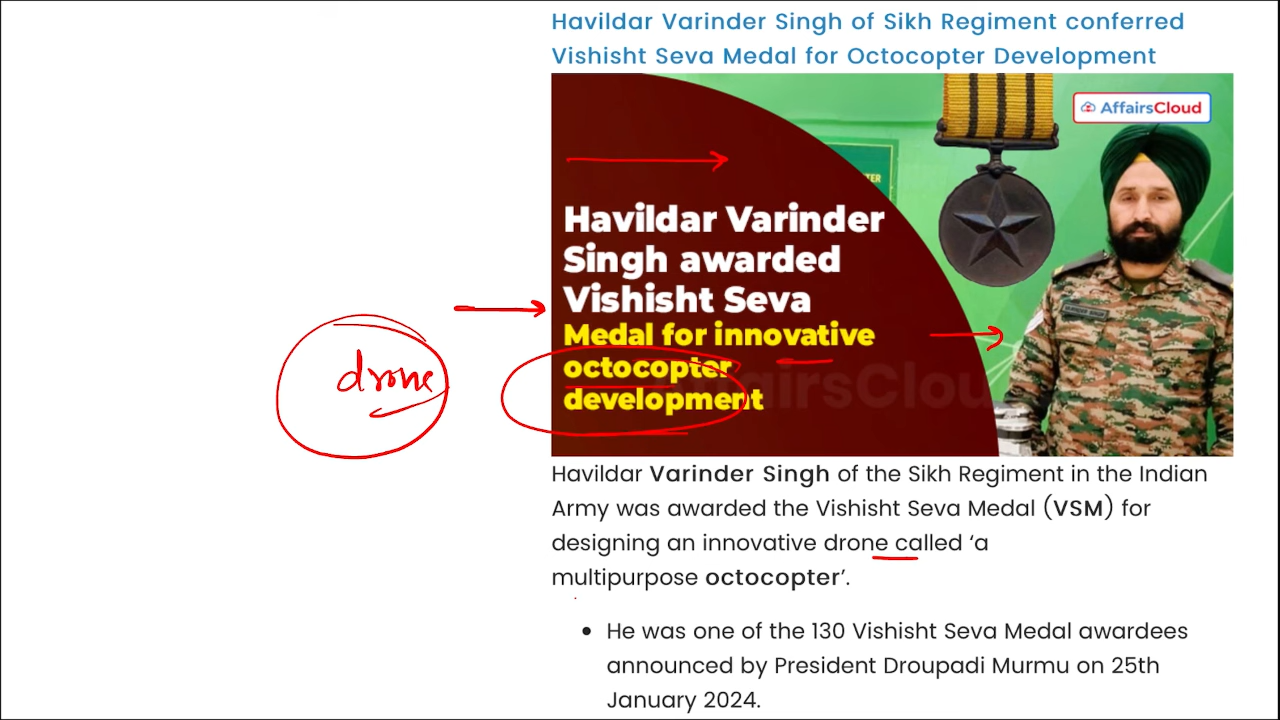 Havildar Varinder Singh of Sikh Regiment conferred
Vishisht Seva Medal for Octocopter Development
AffairsCloud
Havildar Varinder
Singh awarded
Vishisht Seva
Medal for innovative
octocopter
development
drone
AffairsCloud
Havildar Varinder Singh of the Sikh Regiment in the Indian
Army was awarded the Vishisht Seva Medal (VSM) for
designing an innovative drone called ‘a
multipurpose octocopter’.
• He was one of the 130 Vishisht Seva Medal awardees
announced by President Droupadi Murmu on 25th
January 2024.